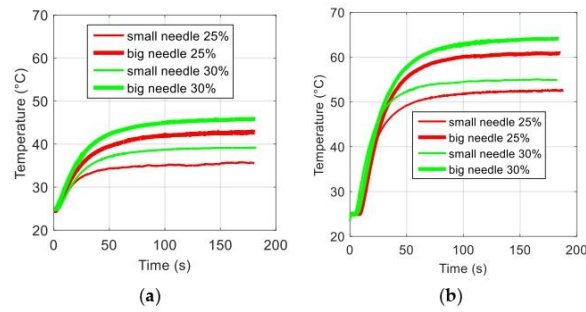 70
60
50
40
30
20
Temperature (°C)
small needle 25%
big needle 25%
small needle 30%
big needle 30%
0 50 100 150 200
Time (s)
(a)
70
60
50
40
30
20
Temperature (°C)
small needle 25%
big needle 25%
small needle 30%
big needle 30%
0 50 100 150 200
Time (s)
(b)